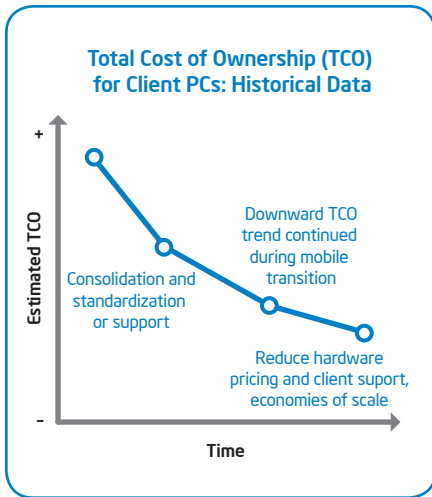 Total Cost of Ownership (TCO)
for Client PCs: Historical Data
+
Estimated TCO
–
Consolidation and
standardization
or support
Downward TCO
trend continued
during mobile
transition
Reduce hardware
pricing and client suport,
economies of scale
Time